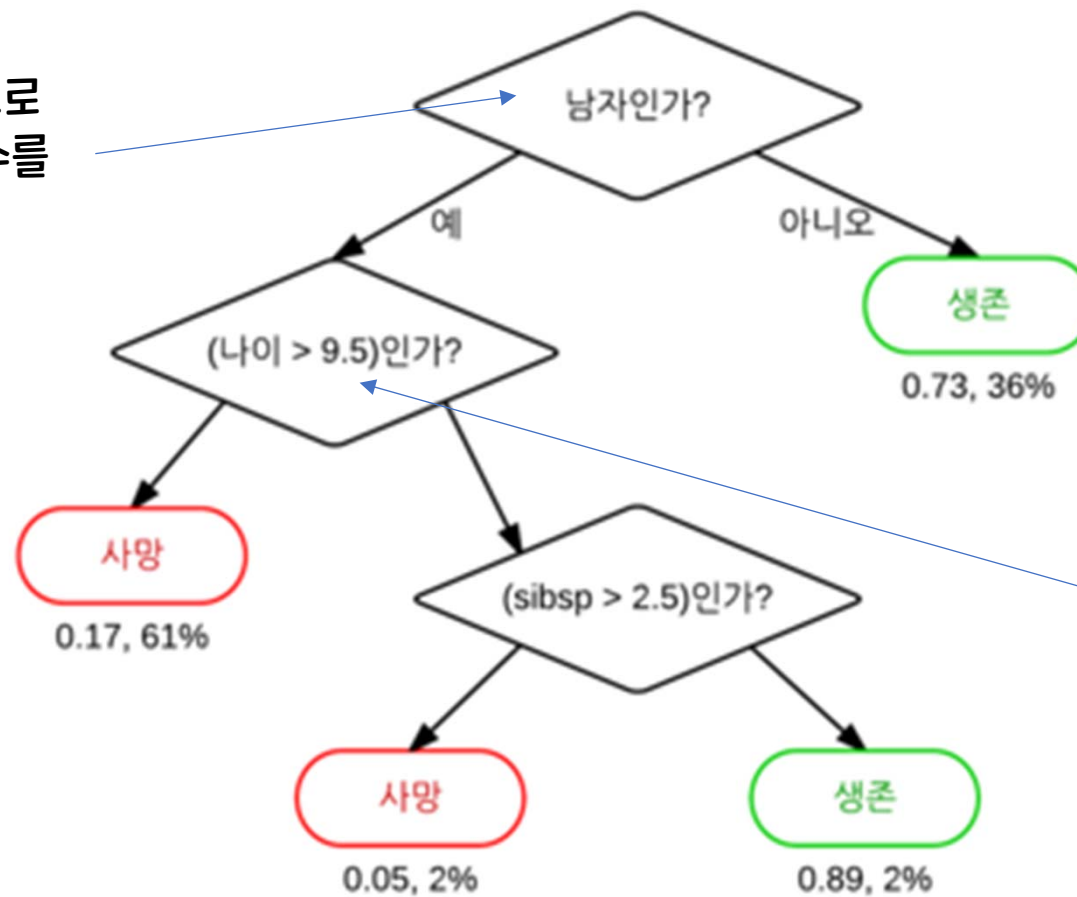 로
를
남자인가?
예
아니오
생존
0.73, 36%
(나이 > 9.5)인가?
사망
0.17, 61%
(sibsp > 2.5)인가?
사망
0.05, 2%
생존
0.89, 2%